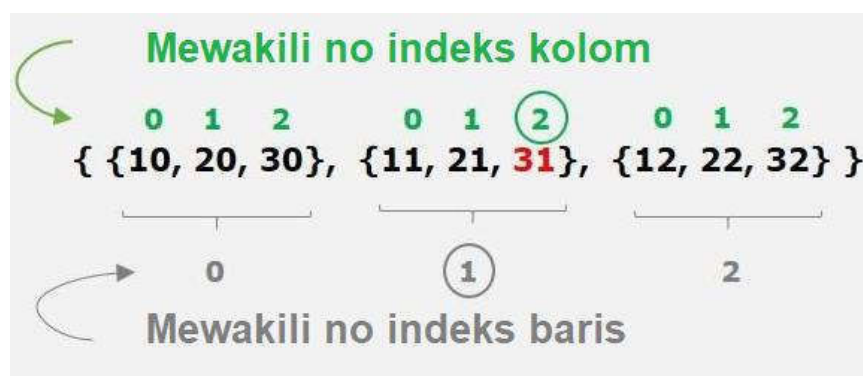 Mewakili no indeks kolom
0 1 2 0 1 2 0 1 2
{ {10, 20, 30}, {11, 21, 31}, {12, 22, 32} }
0 1 2
Mewakili no indeks baris